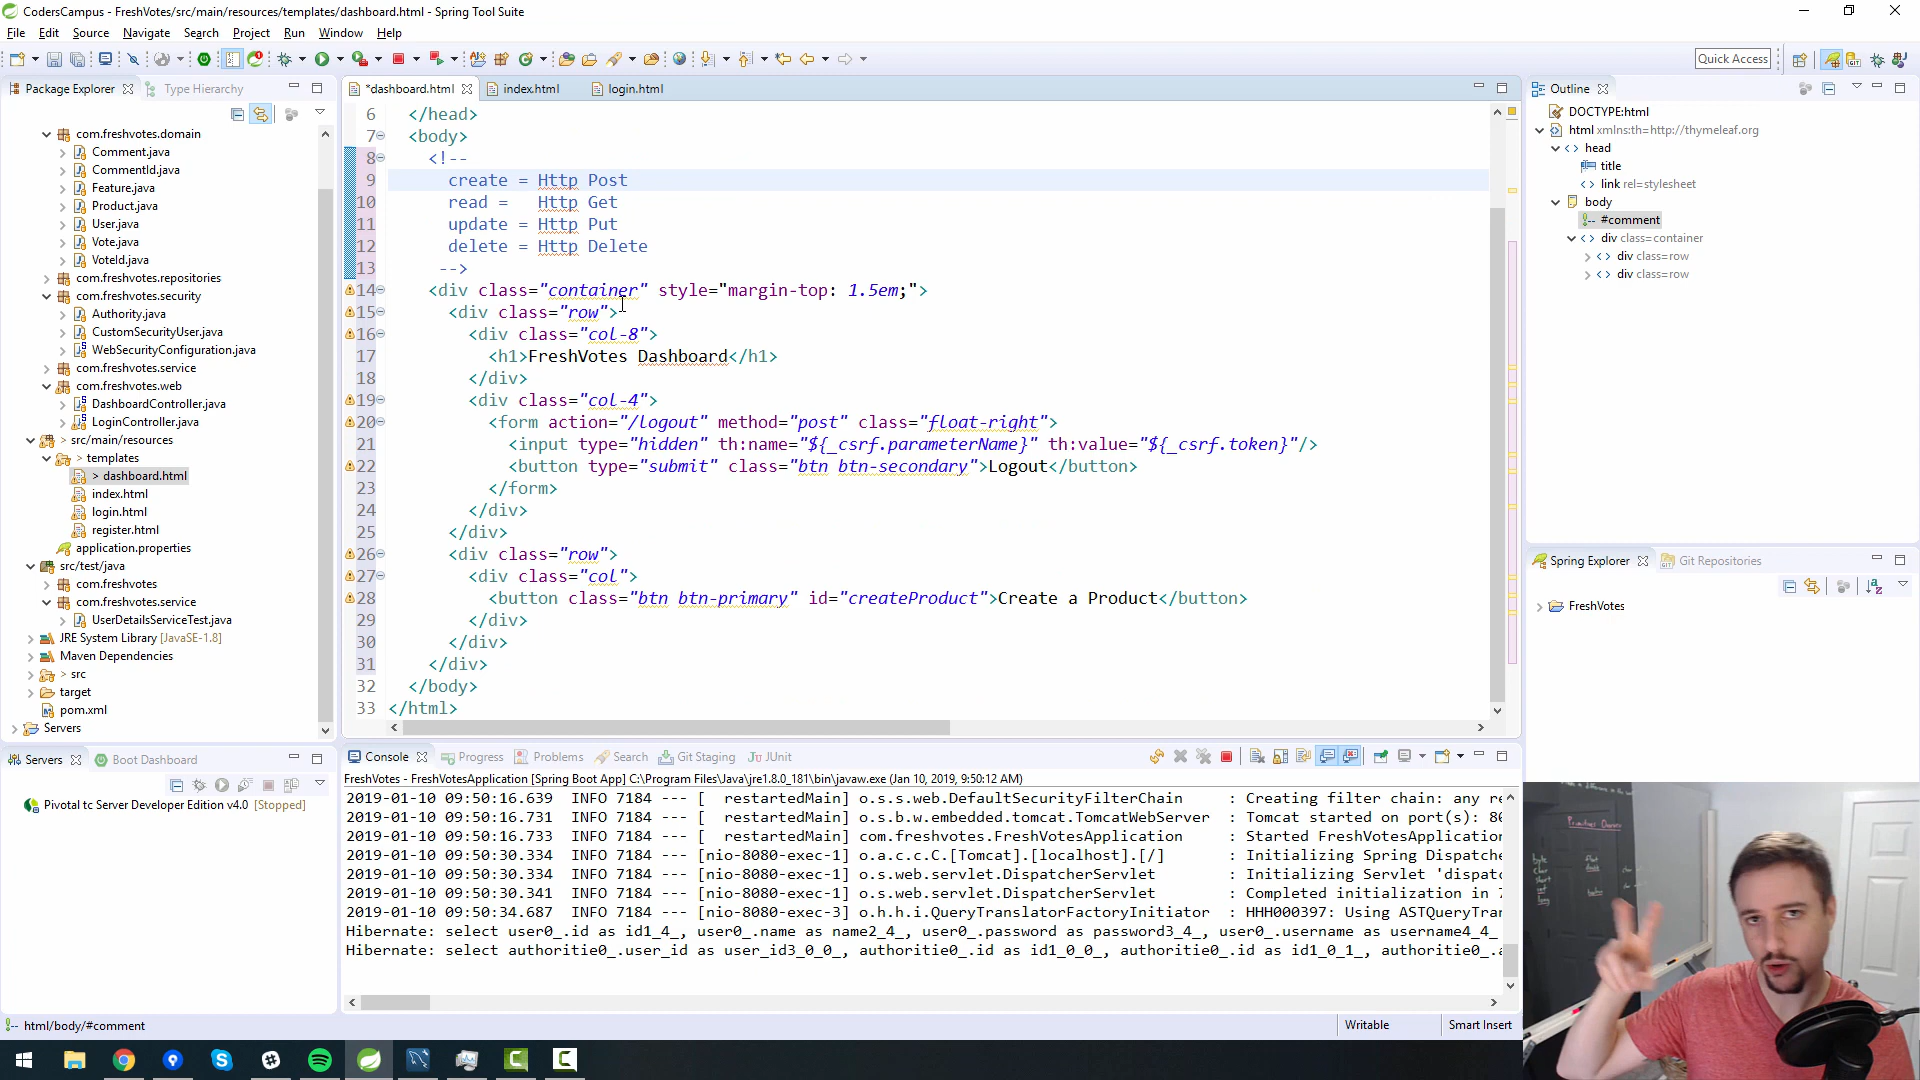 CodersCampus - FreshVotes/src/main/resources/templates/dashboard.html - Spring Tool Suite
File Edit Source Navigate Search Project Run Window Help
Quick Access
Package Explorer Type Hierarchy
com.freshvotes.domain
Comment.java
CommentId.java
Feature.java
Product.java
User.java
Vote.java
VoteId.java
com.freshvotes.repositories
com.freshvotes.security
Authority.java
CustomSecurityUser.java
WebSecurityConfiguration.java
com.freshvotes.service
com.freshvotes.web
DashboardController.java
LoginController.java
> src/main/resources
> templates
> dashboard.html
index.html
login.html
register.html
application.properties
src/test/java
com.freshvotes
com.freshvotes.service
UserDetailsServiceTest.java
JRE System Library [JavaSE-1.8]
Maven Dependencies
> src
target
pom.xml
Servers
*dashboard.html index.html login.html
6 </head>
7 <body>
8 <!--
9 create = Http Post
10 read =   Http Get
11 update = Http Put
12 delete = Http Delete
13 -->
14 <div class="container" style="margin-top: 1.5em;">
15 <div class="row">
16 <div class="col-8">
17 <h1>FreshVotes Dashboard</h1>
18 </div>
19 <div class="col-4">
20 <form action="/logout" method="post" class="float-right">
21 <input type="hidden" th:name="${_csrf.parameterName}" th:value="${_csrf.token}"/>
22 <button type="submit" class="btn btn-secondary">Logout</button>
23 </form>
24 </div>
25 </div>
26 <div class="row">
27 <div class="col">
28 <button class="btn btn-primary" id="createProduct">Create a Product</button>
29 </div>
30 </div>
31 </div>
32 </body>
33 </html>
Outline
DOCTYPE:html
html xmlns:th=http://thymeleaf.org
head
title
link rel=stylesheet
body
#comment
div class=container
div class=row
div class=row
Spring Explorer Git Repositories
FreshVotes
Servers Boot Dashboard
Pivotal tc Server Developer Edition v4.0 [Stopped]
Console Progress Problems Search Git Staging JUnit
FreshVotes - FreshVotesApplication [Spring Boot App] C:\Program Files\Java\jre1.8.0_181\bin\javaw.exe (Jan 10, 2019, 9:50:12 AM)
2019-01-10 09:50:16.639 INFO 7184 --- [ restartedMain] o.s.s.web.DefaultSecurityFilterChain : Creating filter chain: any re
2019-01-10 09:50:16.731 INFO 7184 --- [ restartedMain] o.s.b.w.embedded.tomcat.TomcatWebServer : Tomcat started on port(s): 80
2019-01-10 09:50:16.733 INFO 7184 --- [ restartedMain] com.freshvotes.FreshVotesApplication : Started FreshVotesApplication
2019-01-10 09:50:30.334 INFO 7184 --- [nio-8080-exec-1] o.a.c.c.C.[Tomcat].[localhost].[/] : Initializing Spring Dispatche
2019-01-10 09:50:30.334 INFO 7184 --- [nio-8080-exec-1] o.s.web.servlet.DispatcherServlet : Initializing Servlet 'dispatc
2019-01-10 09:50:30.341 INFO 7184 --- [nio-8080-exec-1] o.s.web.servlet.DispatcherServlet : Completed initialization in 7
2019-01-10 09:50:34.687 INFO 7184 --- [nio-8080-exec-3] o.h.h.i.QueryTranslatorFactoryInitiator : HHH000397: Using ASTQueryTran
Hibernate: select user0_.id as id1_4_, user0_.name as name2_4_, user0_.password as password3_4_, user0_.username as username4_4_
Hibernate: select authoritie0_.user_id as user_id3_0_0_, authoritie0_.id as id1_0_0_, authoritie0_.id as id1_0_1_, authoritie0_.a
html/body/#comment
Writable
Smart Insert